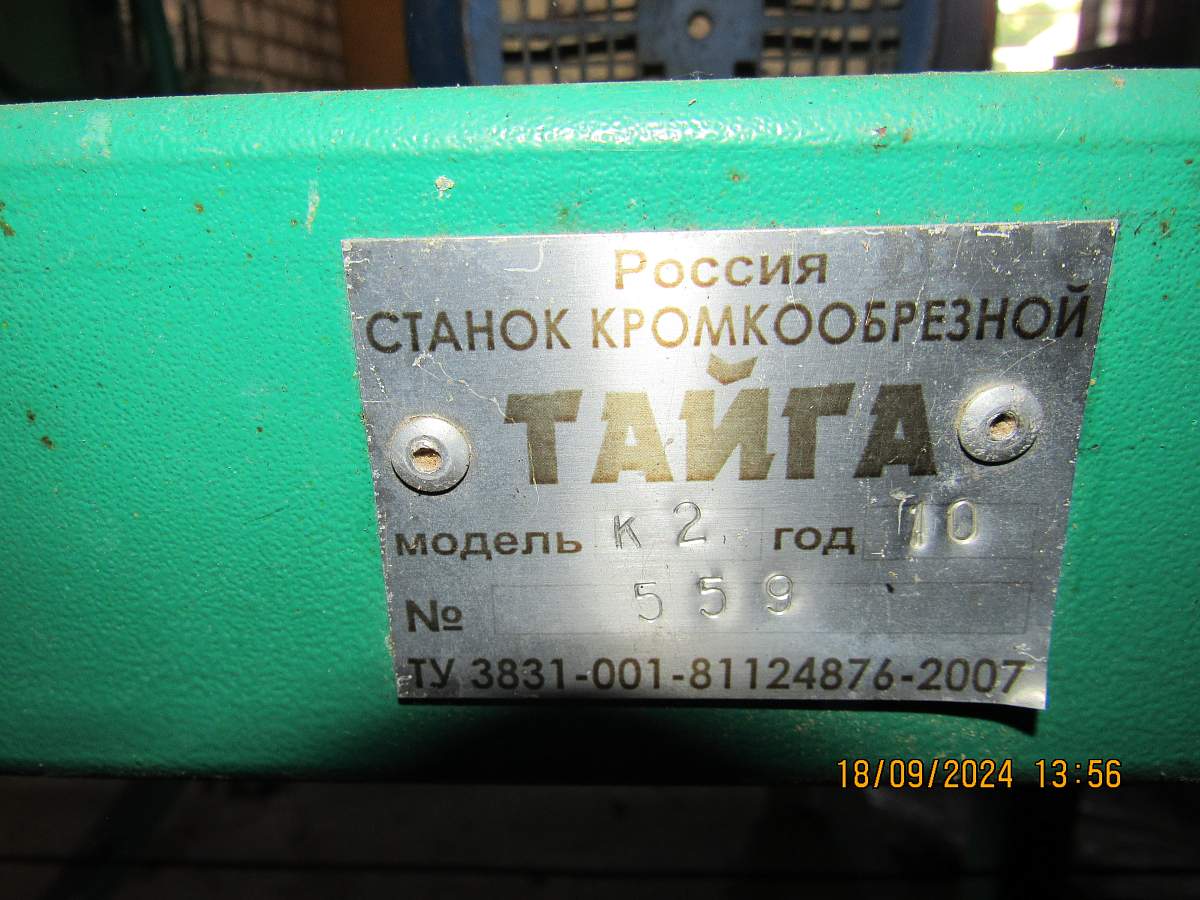 Россия
СТАНОК КРОМКООБРЕЗНОЙ
ТАЙГА
модель К 2 год 10
№ 559
ТУ 3831-001-81124876-2007
18/09/2024 13:56